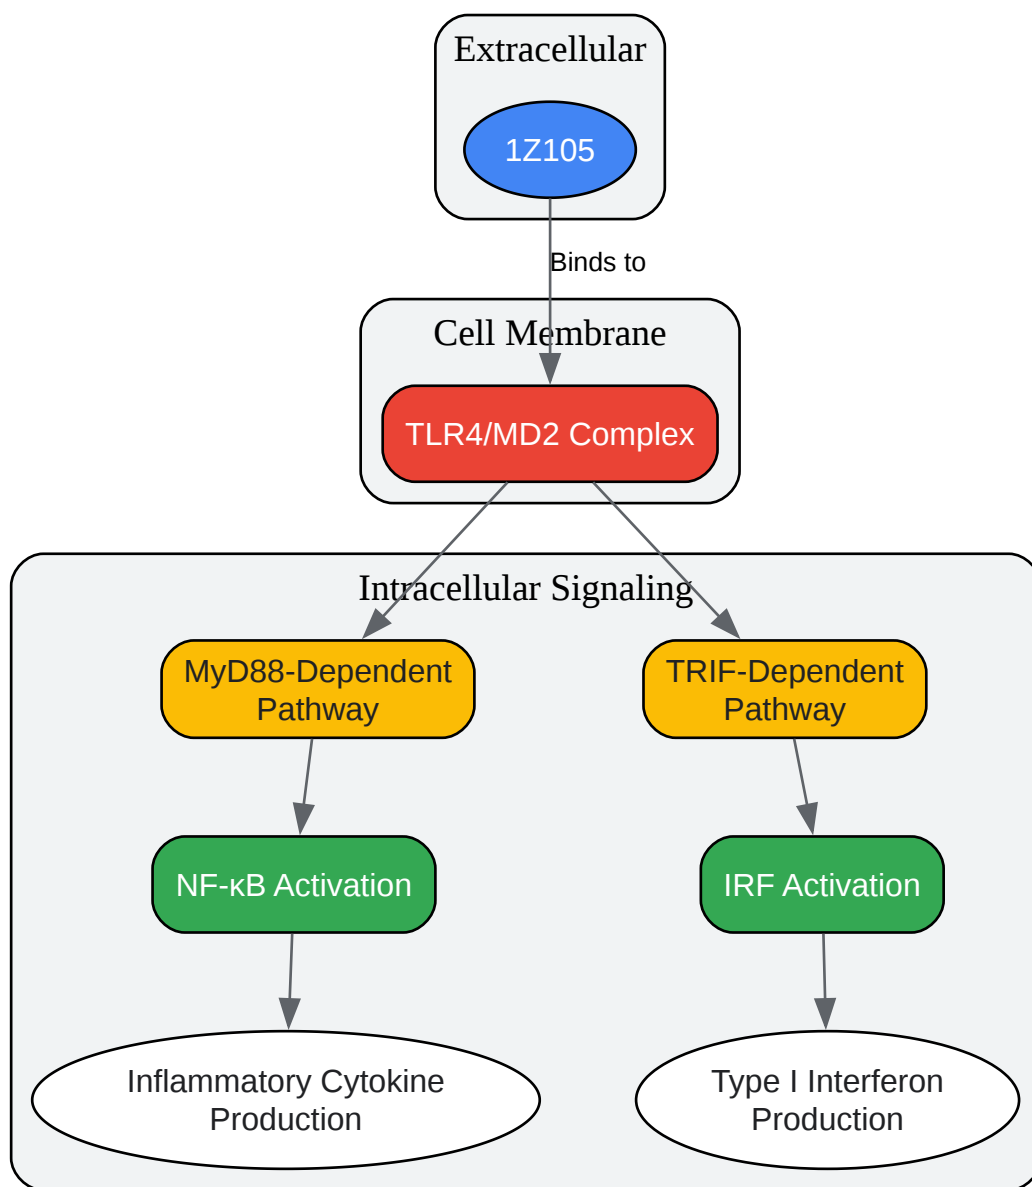 Extracellular
1Z105
Binds to
Cell Membrane
TLR4/MD2 Complex
Intracellular Signaling
MyD88-Dependent
Pathway
TRIF-Dependent
Pathway
NF-κB Activation
IRF Activation
Inflammatory Cytokine
Production
Type I Interferon
Production